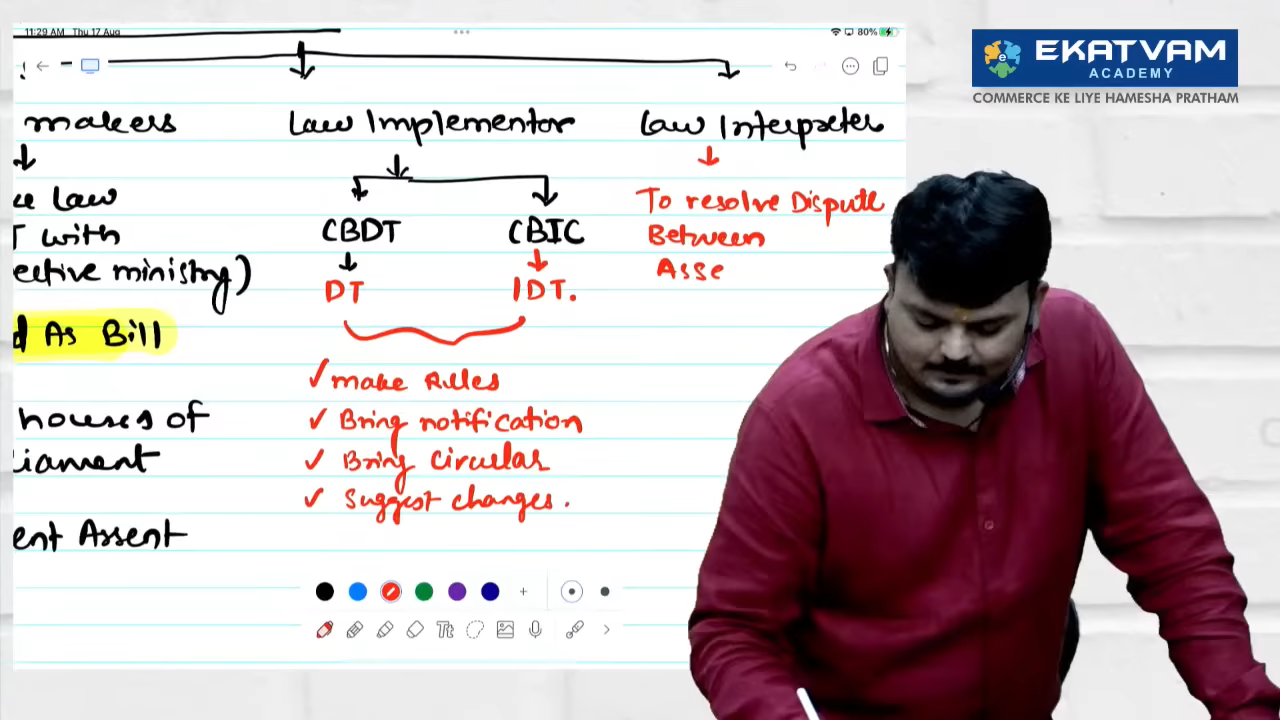 11:29 AM Thu 17 Aug
80%
EKATVAM
ACADEMY
COMMERCE KE LIYE HAMESHA PRATHAM
makers
Law Implementor
Law Interpreter
Law
with
ective ministry)
CBDT
CBIC
DT
IDT.
To resolve Dispute
Between
Asse
d As Bill
houses of
iament
ent Assent
✓ make Rules
✓ Bring notification
✓ Bring Circular
✓ Suggest changes.
Tt